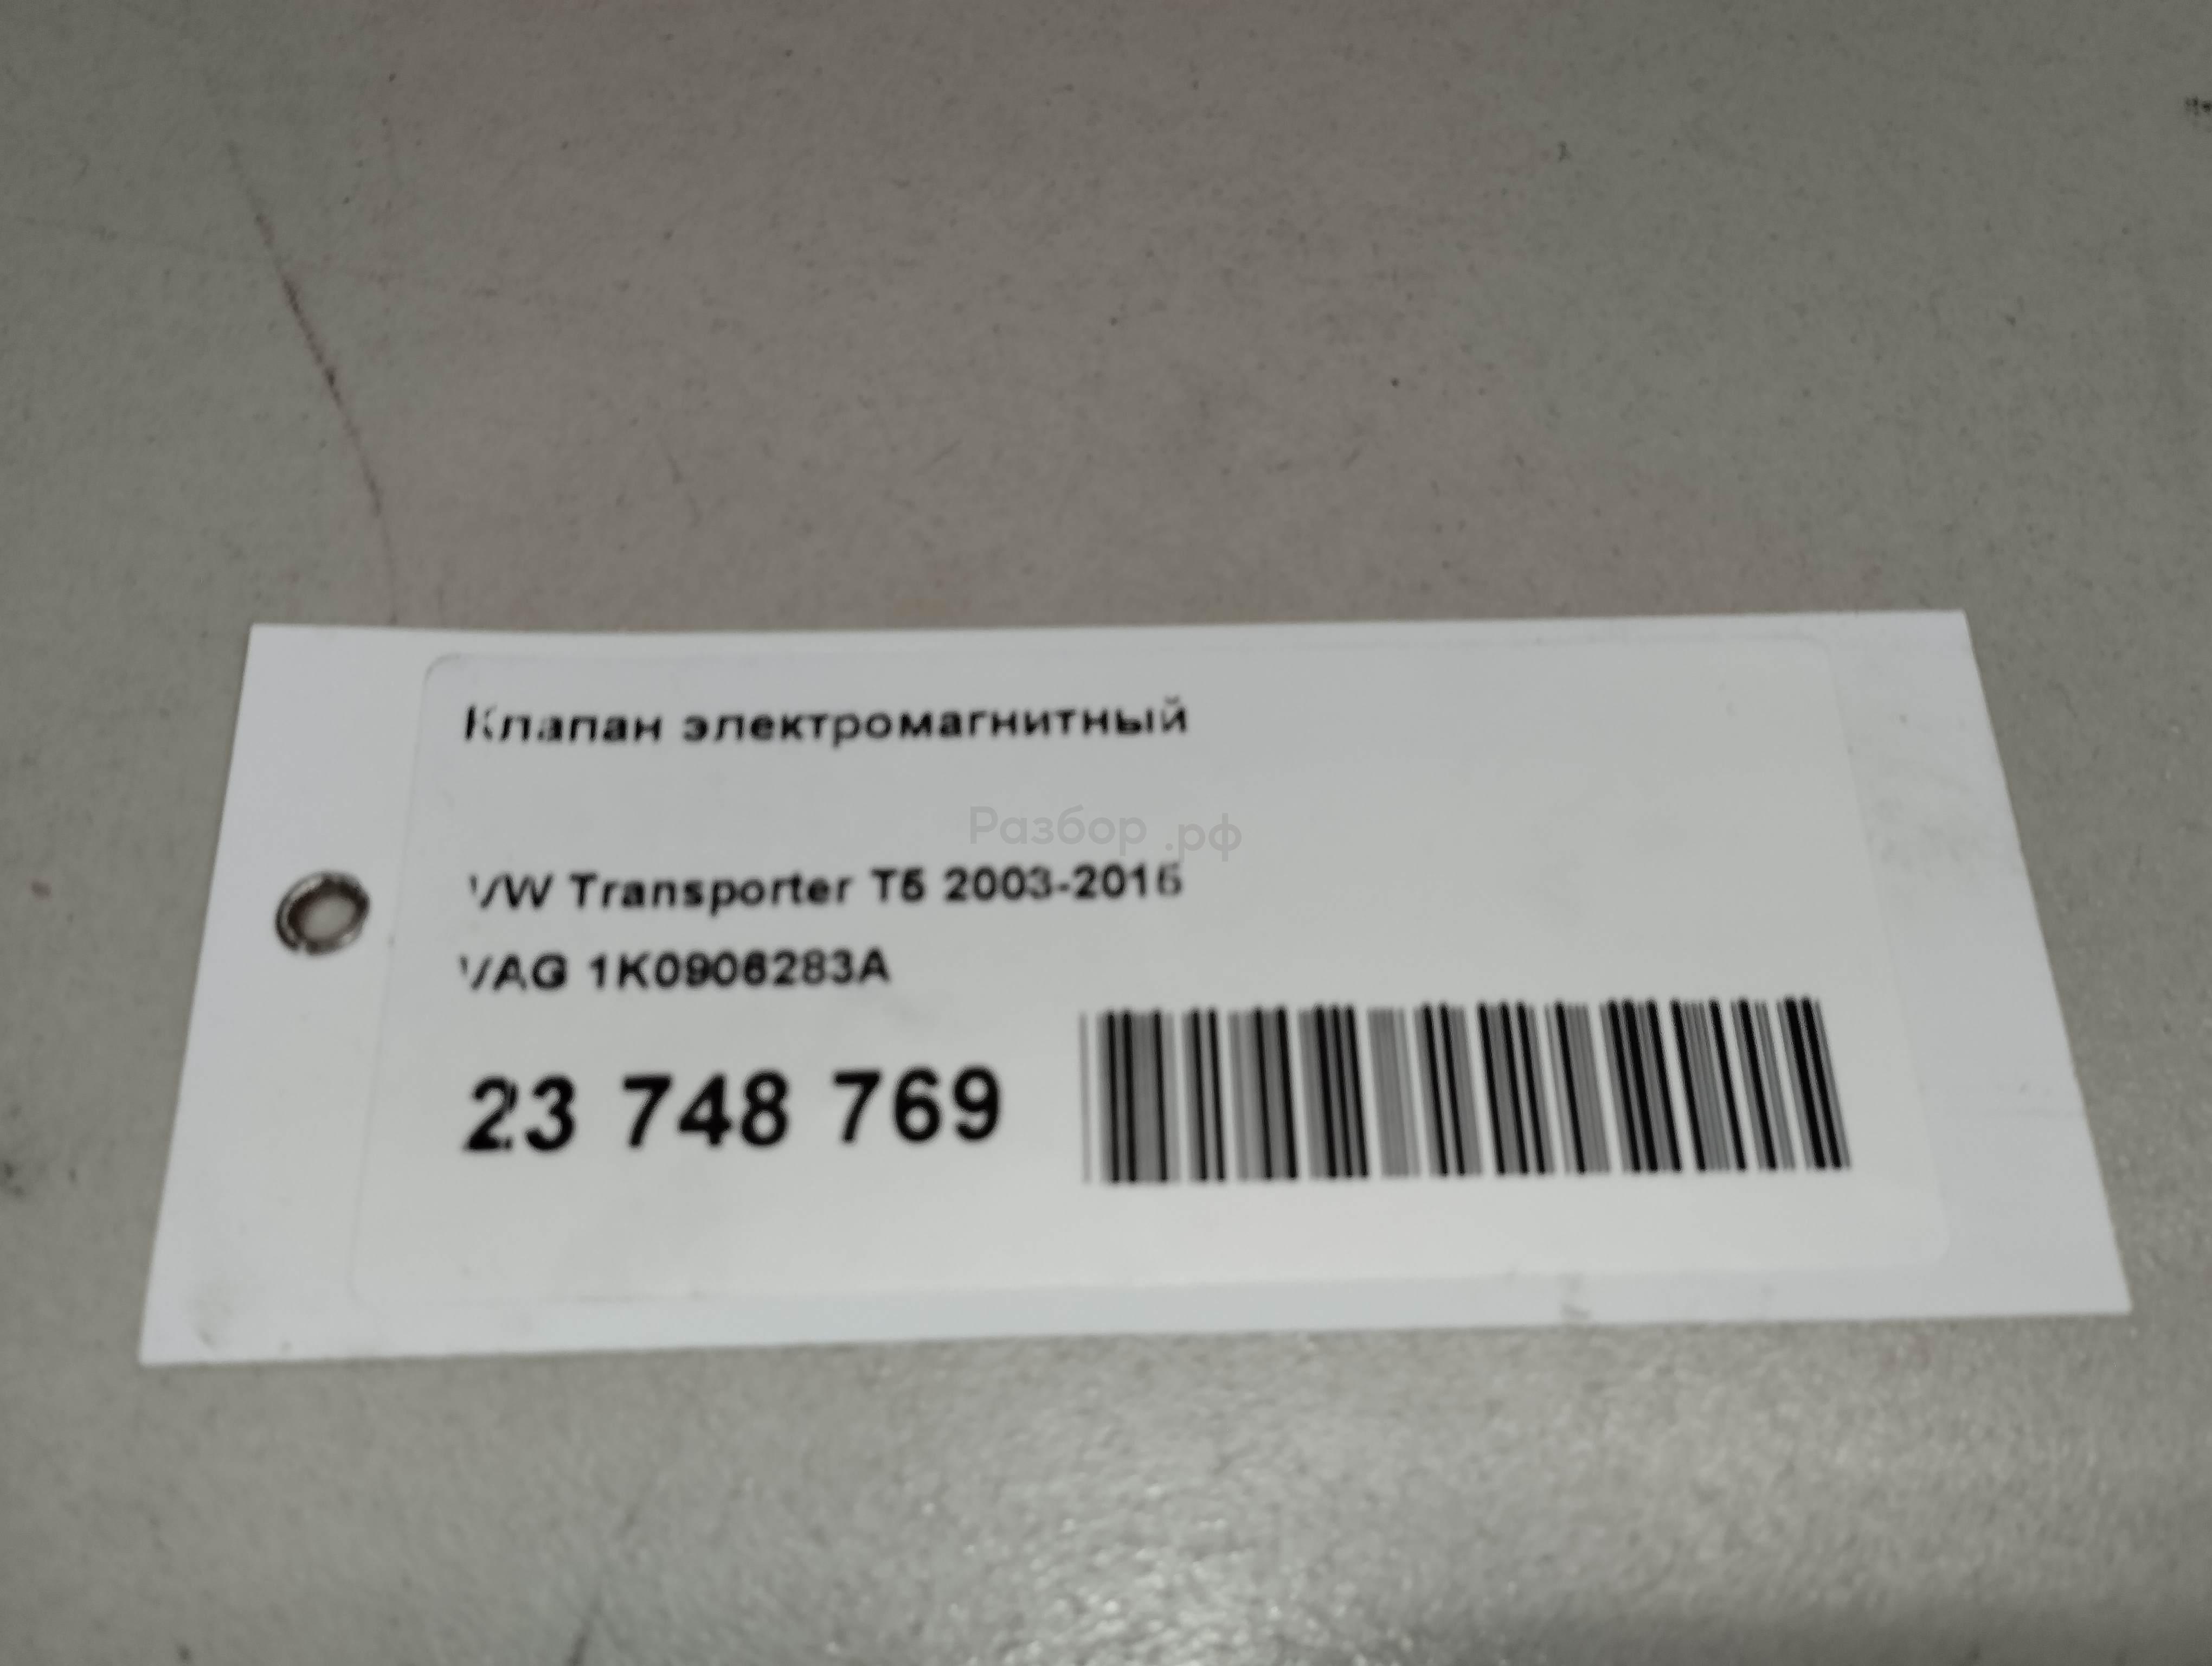 Клапан электромагнитный
Разбор.рф
VW Transporter T5 2003-2015
VAG 1K0906283A
23 748 769